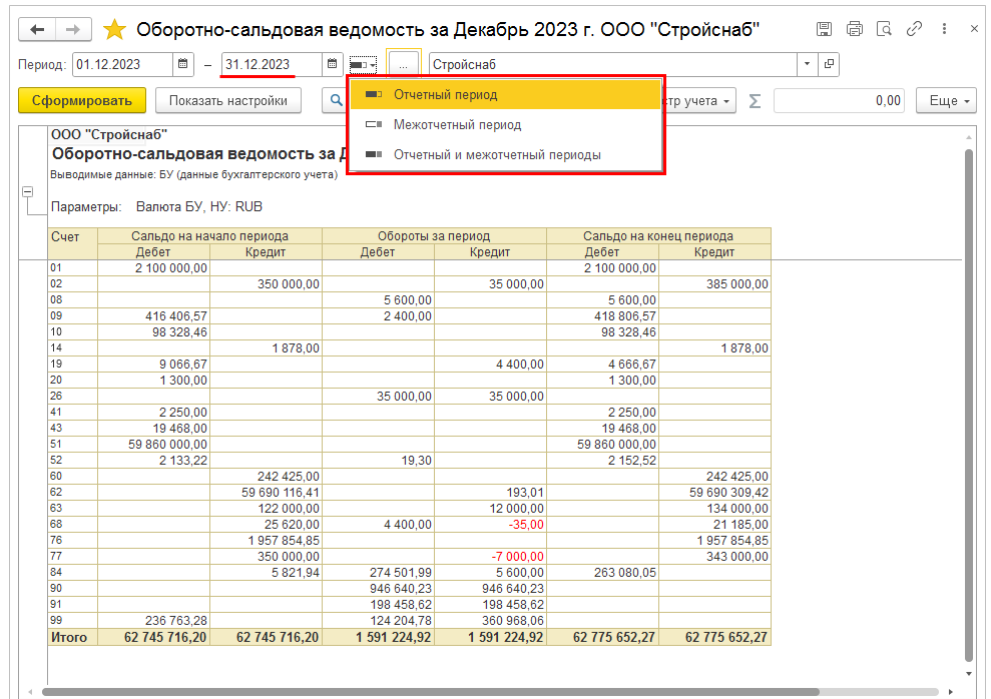 Оборотно-сальдовая ведомость за Декабрь 2023 г. ООО "Стройснаб"
Период: 01.12.2023 – 31.12.2023 ... Стройснаб
Сформировать Показать настройки тр учета Σ 0,00 Еще
Отчетный период
Межотчетный период
Отчетный и межотчетный периоды
ООО "Стройснаб"
Оборотно-сальдовая ведомость за Д
Выводимые данные: БУ (данные бухгалтерского учета)
Параметры: Валюта БУ, НУ: RUB
Счет Сальдо на начало периода Обороты за период Сальдо на конец периода
Дебет Кредит Дебет Кредит Дебет Кредит
01 2 100 000,00 2 100 000,00
02 350 000,00 35 000,00 385 000,00
08 5 600,00 5 600,00
09 416 406,57 2 400,00 418 806,57
10 98 328,46 98 328,46
14 1 878,00 1 878,00
19 9 066,67 4 400,00 4 666,67
20 1 300,00 1 300,00
26 35 000,00 35 000,00
41 2 250,00 2 250,00
43 19 468,00 19 468,00
51 59 860 000,00 59 860 000,00
52 2 133,22 19,30 2 152,52
60 242 425,00 242 425,00
62 59 690 116,41 193,01 59 690 309,42
63 122 000,00 12 000,00 134 000,00
68 25 620,00 4 400,00 -35,00 21 185,00
76 1 957 854,85 1 957 854,85
77 350 000,00 -7 000,00 343 000,00
84 5 821,94 274 501,99 5 600,00 263 080,05
90 946 640,23 946 640,23
91 198 458,62 198 458,62
99 236 763,28 124 204,78 360 968,06
Итого 62 745 716,20 62 745 716,20 1 591 224,92 1 591 224,92 62 775 652,27 62 775 652,27